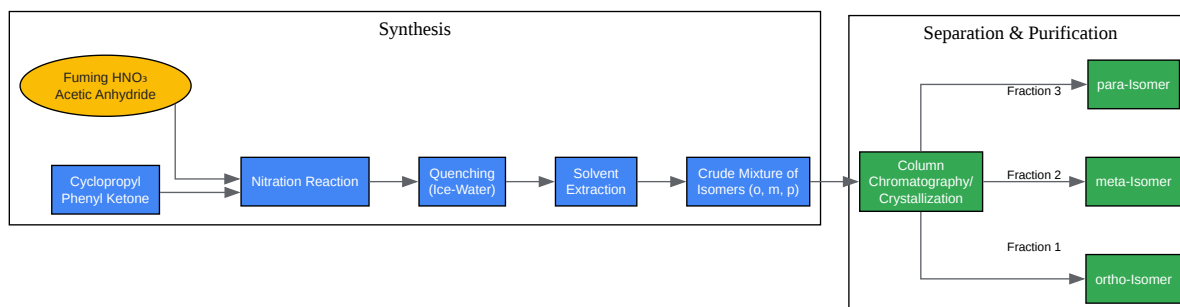 Synthesis
Fuming HNO₃
Acetic Anhydride
Cyclopropyl
Phenyl Ketone
Nitration Reaction
Quenching
(Ice-Water)
Solvent
Extraction
Crude Mixture of
Isomers (o, m, p)
Separation & Purification
Column
Chromatography/
Crystallization
Fraction 3
para-Isomer
Fraction 2
meta-Isomer
Fraction 1
ortho-Isomer